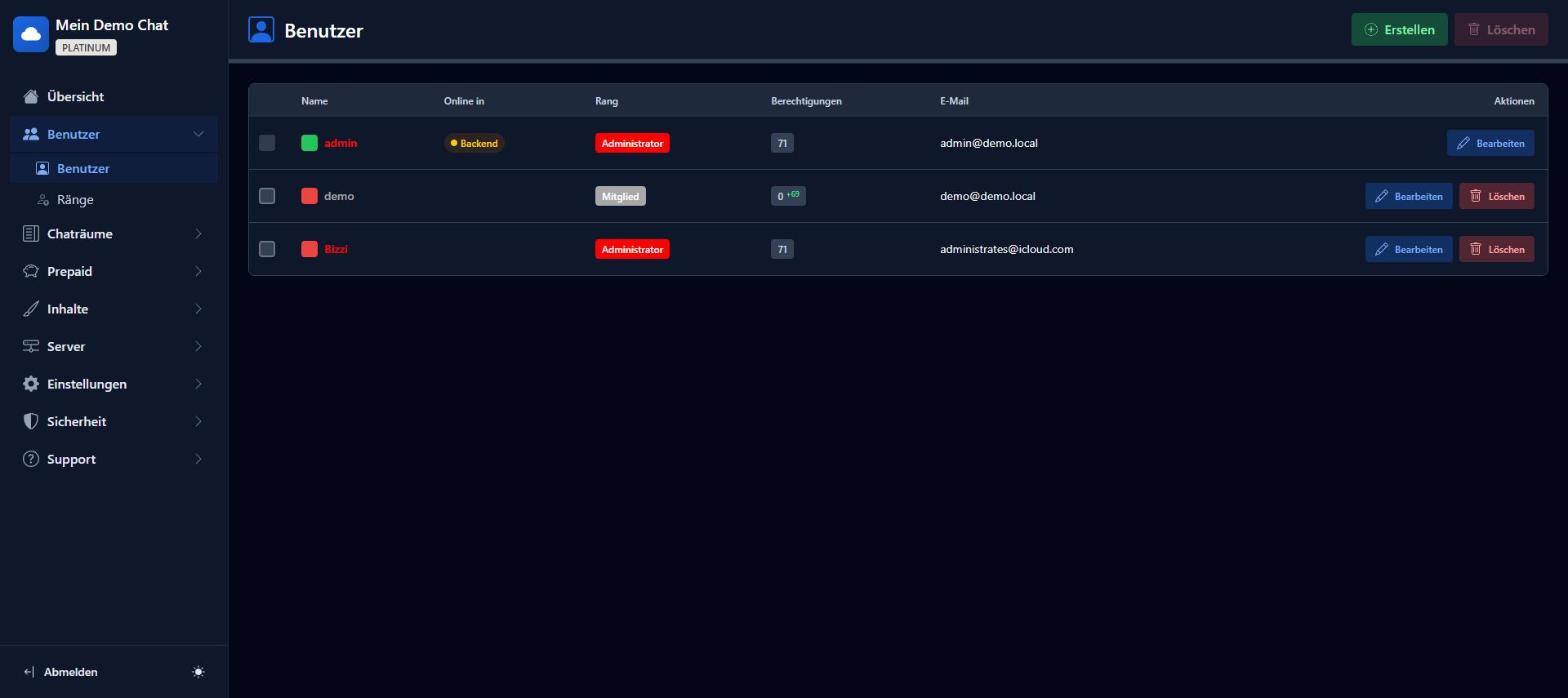 Mein Demo Chat
PLATINUM
Benutzer
Erstellen
Löschen
Übersicht
Benutzer
Benutzer
Ränge
Chaträume
Prepaid
Inhalte
Server
Einstellungen
Sicherheit
Support
Abmelden
Name Online in Rang Berechtigungen E-Mail Aktionen
admin Backend Administrator 71 admin@demo.local Bearbeiten
demo Mitglied 0 +69 demo@demo.local Bearbeiten Löschen
Bizzi Administrator 71 administrates@icloud.com Bearbeiten Löschen